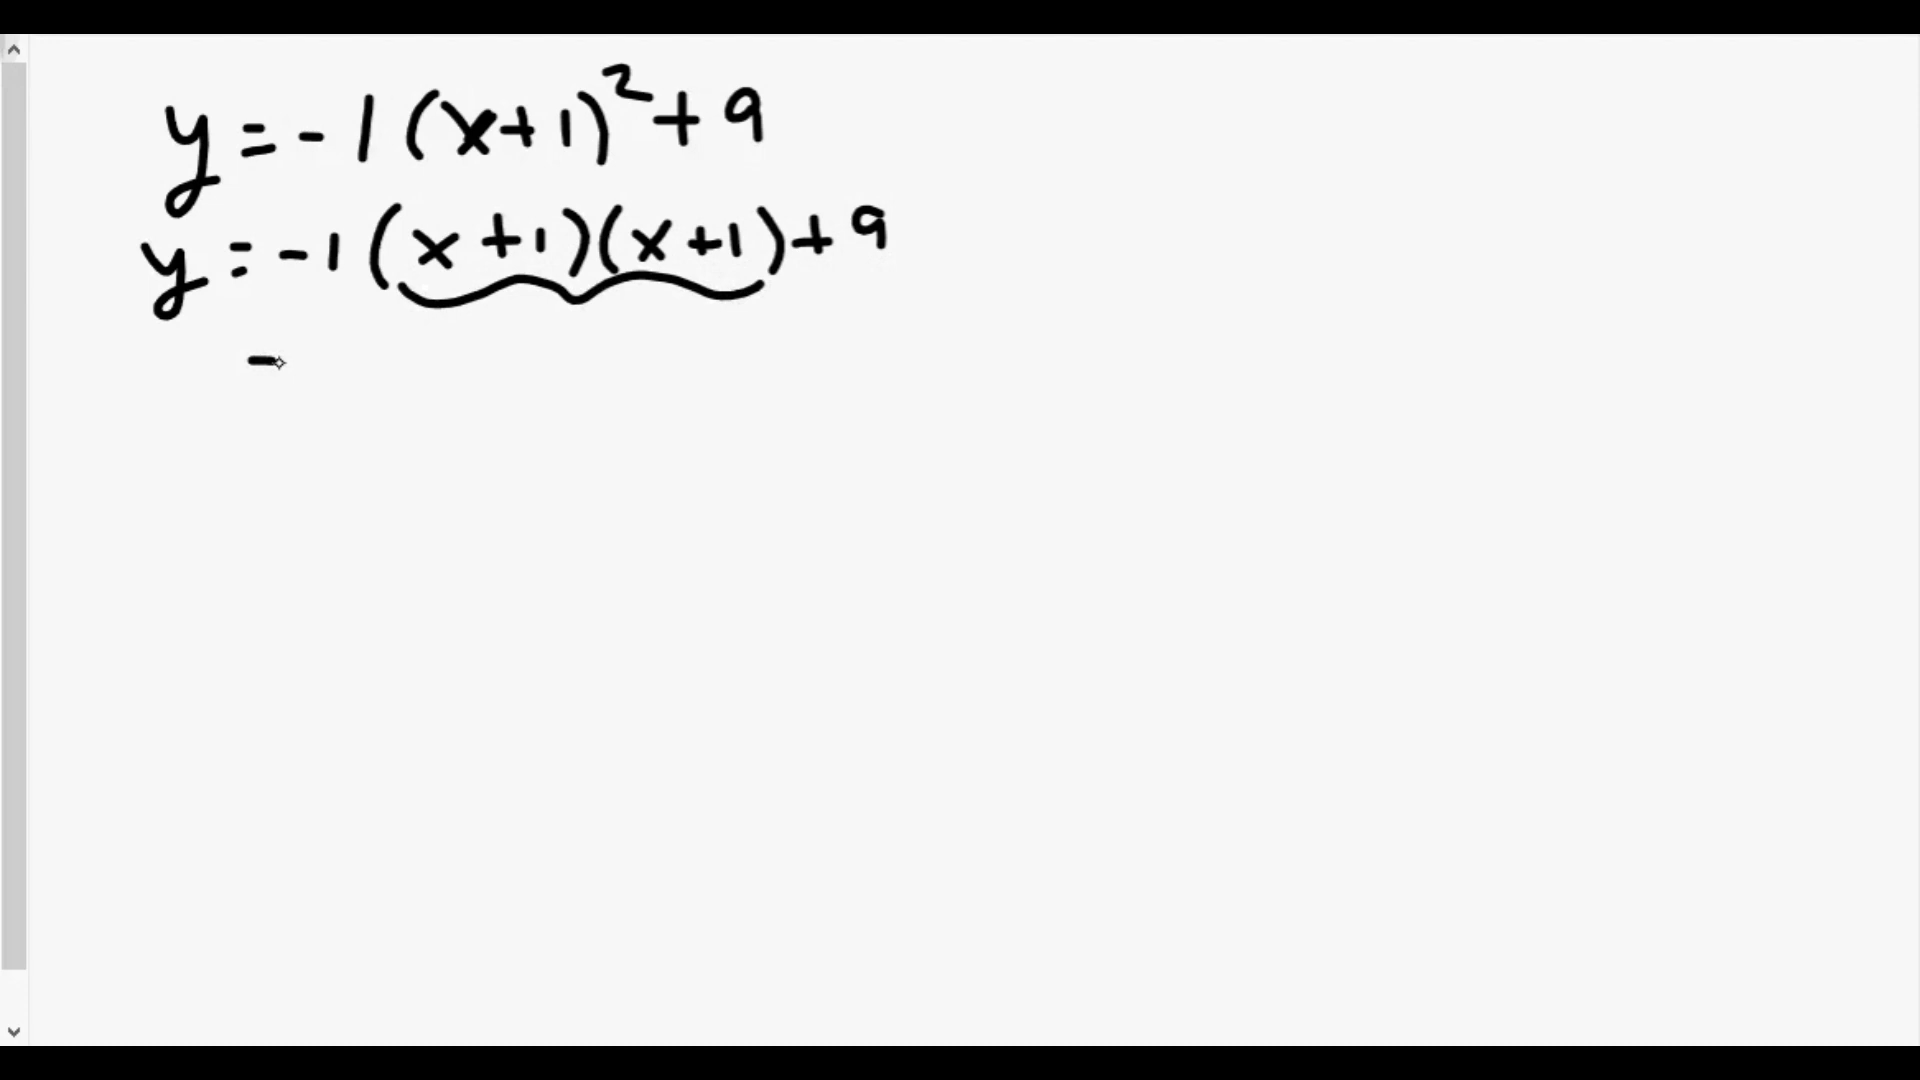 y = -1 (x+1)² + 9
y = -1 (x+1)(x+1) + 9
-